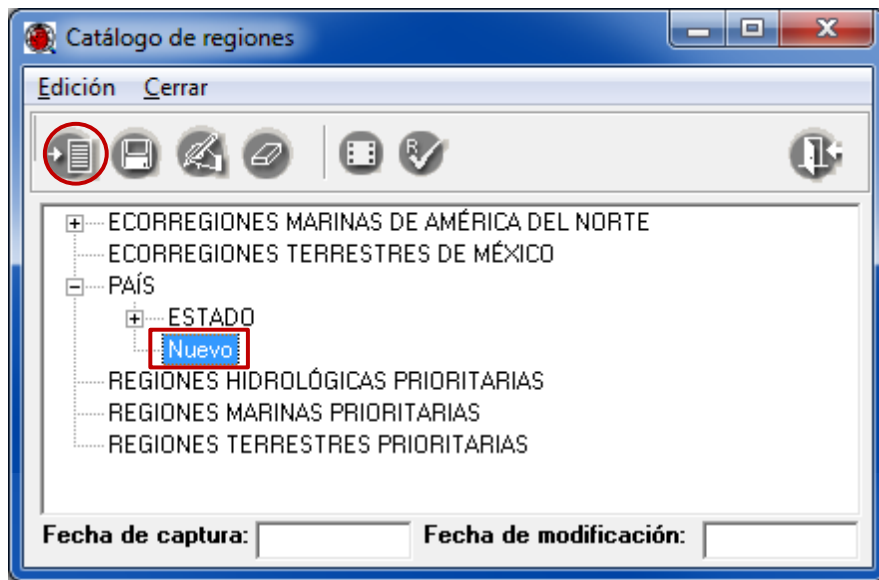 Catálogo de regiones
Edición Cerrar
R
ECORREGIONES MARINAS DE AMÉRICA DEL NORTE
ECORREGIONES TERRESTRES DE MÉXICO
PAÍS
ESTADO
Nuevo
REGIONES HIDROLÓGICAS PRIORITARIAS
REGIONES MARINAS PRIORITARIAS
REGIONES TERRESTRES PRIORITARIAS
Fecha de captura: Fecha de modificación: